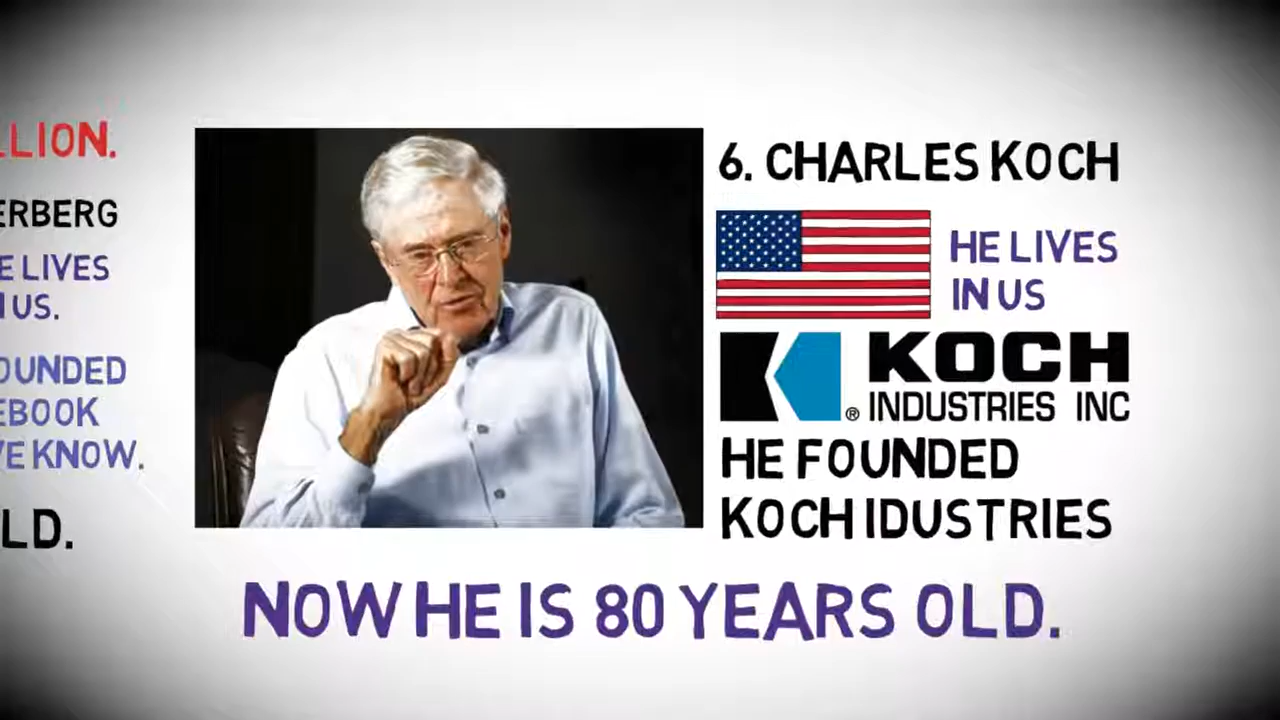 LLION.
ERBERG
E LIVES
US.
OUNDED
EBOOK
E KNOW.
LD.
6. CHARLES KOCH
HE LIVES
IN US
KOCH
® INDUSTRIES INC
HE FOUNDED
KOCH IDUSTRIES
NOW HE IS 80 YEARS OLD.